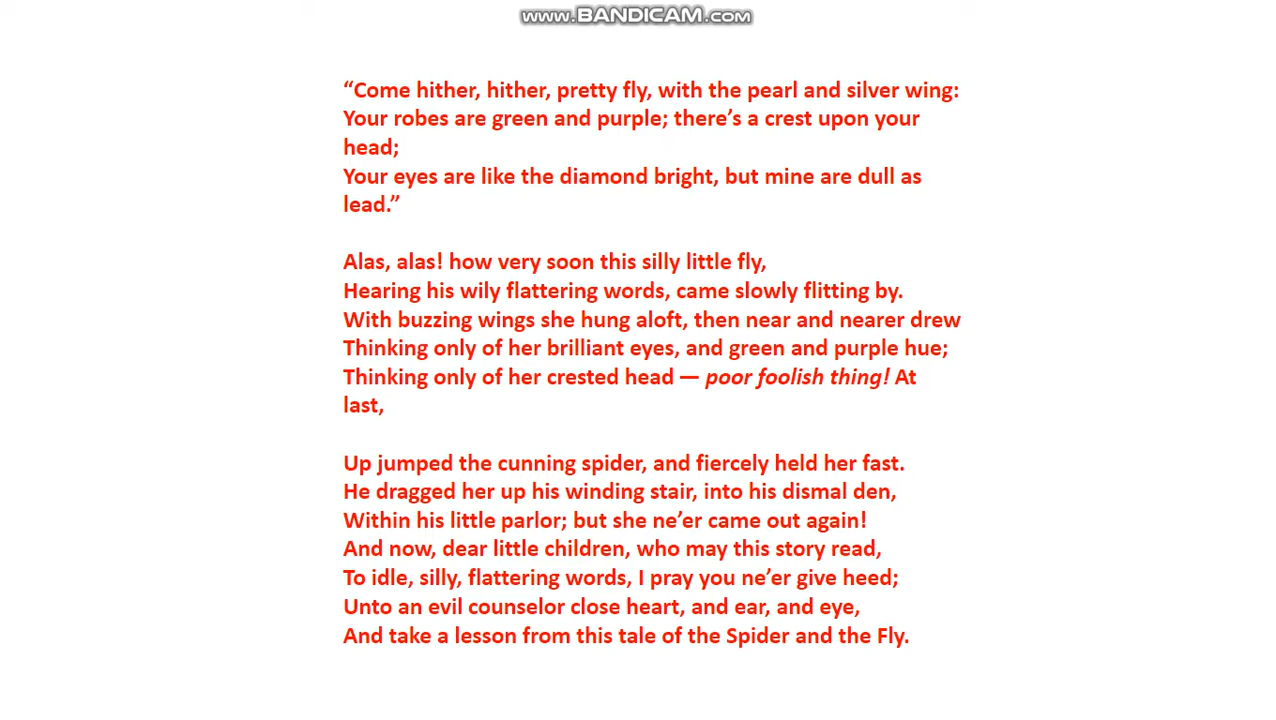 www.BANDICAM.com
“Come hither, hither, pretty fly, with the pearl and silver wing:
Your robes are green and purple; there’s a crest upon your
head;
Your eyes are like the diamond bright, but mine are dull as
lead.”
Alas, alas! how very soon this silly little fly,
Hearing his wily flattering words, came slowly flitting by.
With buzzing wings she hung aloft, then near and nearer drew
Thinking only of her brilliant eyes, and green and purple hue;
Thinking only of her crested head — poor foolish thing! At
last,
Up jumped the cunning spider, and fiercely held her fast.
He dragged her up his winding stair, into his dismal den,
Within his little parlor; but she ne’er came out again!
And now, dear little children, who may this story read,
To idle, silly, flattering words, I pray you ne’er give heed;
Unto an evil counselor close heart, and ear, and eye,
And take a lesson from this tale of the Spider and the Fly.